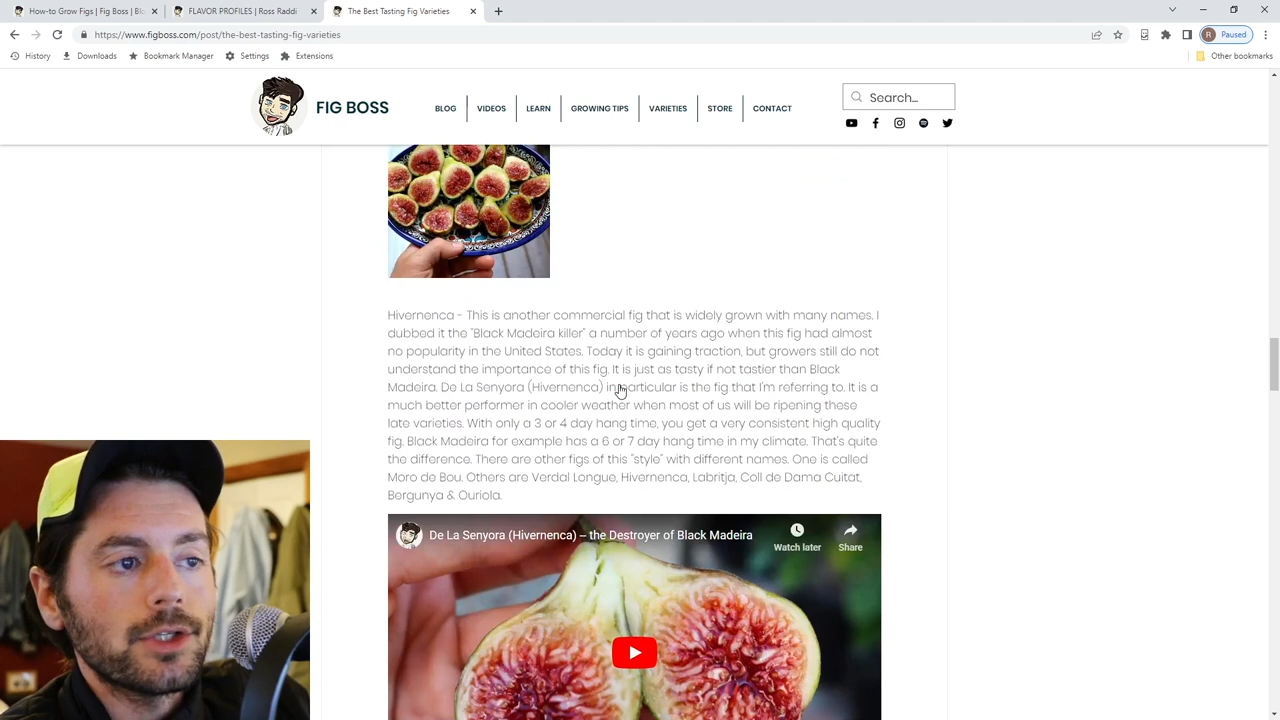 How-to Grow Figs | Fig Boss | Bl
FLAVOR PROFILES | Ross Raddi
The Best Tasting Fig Varieties
https://www.figboss.com/post/the-best-tasting-fig-varieties
R Paused
History
Downloads
Bookmark Manager
Settings
Extensions
Other bookmarks
FIG BOSS
BLOG
VIDEOS
LEARN
GROWING TIPS
VARIETIES
STORE
CONTACT
Search...
Hivernenca - This is another commercial fig that is widely grown with many names. I
dubbed it the "Black Madeira killer" a number of years ago when this fig had almost
no popularity in the United States. Today it is gaining traction, but growers still do not
understand the importance of this fig. It is just as tasty if not tastier than Black
Madeira. De La Senyora (Hivernenca) in particular is the fig that I'm referring to. It is a
much better performer in cooler weather when most of us will be ripening these
late varieties. With only a 3 or 4 day hang time, you get a very consistent high quality
fig. Black Madeira for example has a 6 or 7 day hang time in my climate. That's quite
the difference. There are other figs of this "style" with different names. One is called
Moro de Bou. Others are Verdal Longue, Hivernenca, Labritja, Coll de Dama Cuitat,
Bergunya & Ouriola.
De La Senyora (Hivernenca) – the Destroyer of Black Madeira
Watch later
Share